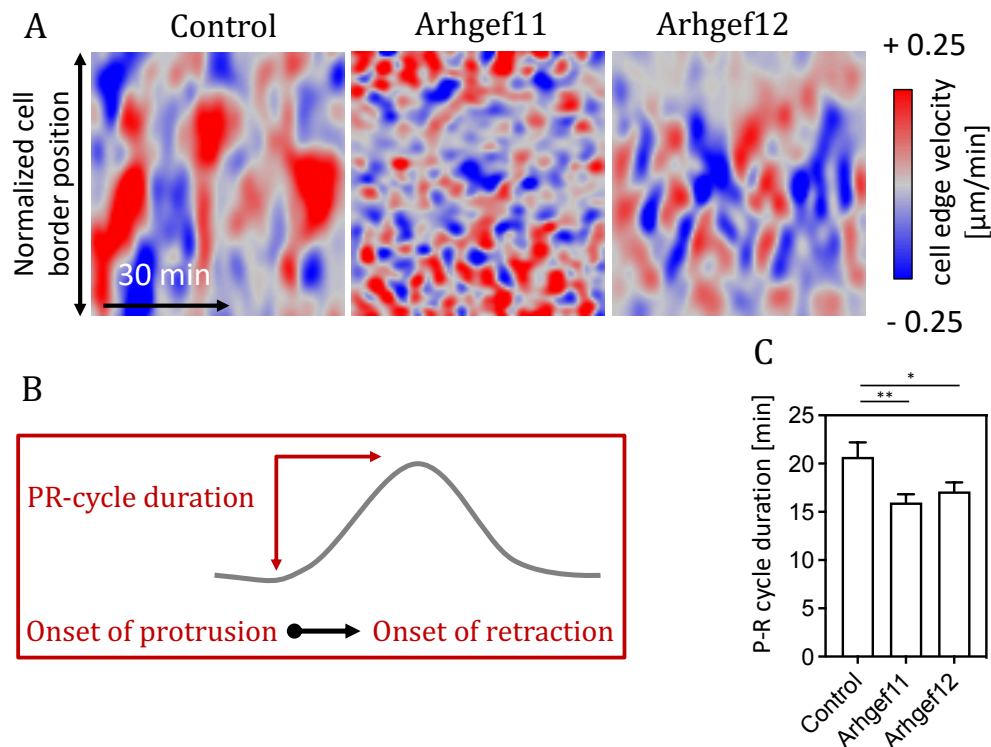 A
Control
Arhgef11
Arhgef12
Normalized cell
border position
30 min
+ 0.25
cell edge velocity
[µm/min]
- 0.25
B
PR-cycle duration
Onset of protrusion
Onset of retraction
C
*
**
P-R cycle duration [min]
25
20
15
10
5
0
Control
Arhgef11
Arhgef12